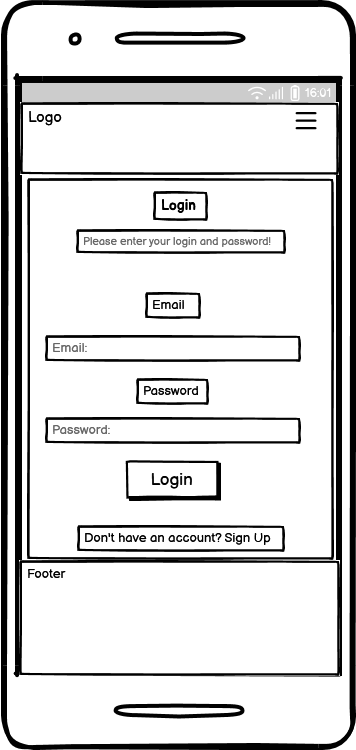 16:01
Logo
Login
Please enter your login and password!
Email
Email:
Password
Password:
Login
Don't have an account? Sign Up
Footer